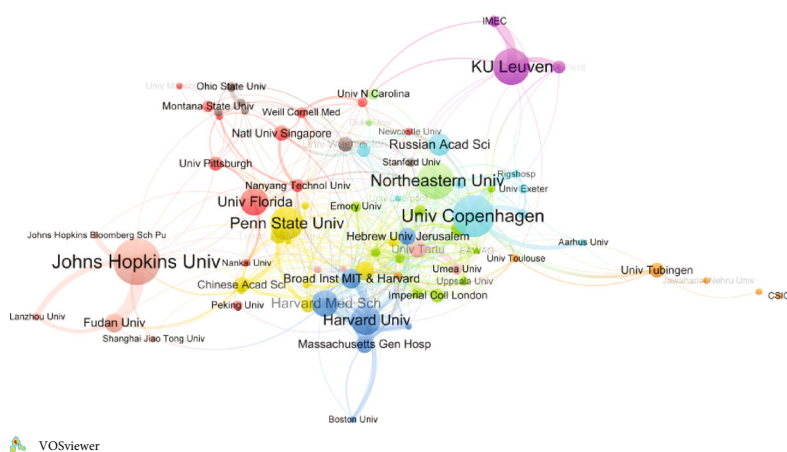 IMEC
KU Leuven
Ohio State Univ
Univ N Carolina
Montana State Univ
Weill Cornell Med
Natl Univ Singapore
Newcastle Univ
Russian Acad Sci
Stanford Univ
Univ Pittsburgh
Rigshosp
Northeastern Univ
Nanyang Technol Univ
Univ Exeter
Univ Florida
Emory Univ
Univ Copenhagen
Penn State Univ
Johns Hopkins Bloomberg Sch Pu
Hebrew Univ Jerusalem
Aarhus Univ
Univ Tartu
EAWAG
Johns Hopkins Univ
Nankai Univ
Univ Toulouse
Umea Univ
Univ Tubingen
Broad Inst MIT & Harvard
Chinese Acad Sci
Uppsala Univ
Jawaharlal Nehru Univ
CSIC
Imperial Coll London
Harvard Med Sch
Peking Univ
Lanzhou Univ
Fudan Univ
Harvard Univ
Shanghai Jiao Tong Univ
Massachusetts Gen Hosp
Boston Univ
VOSviewer